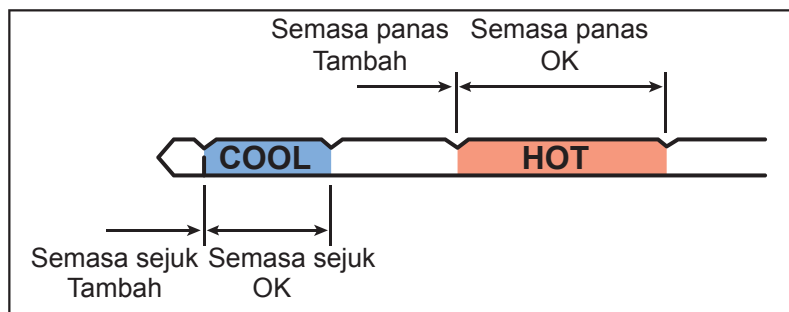 Semasa panas
Tambah
Semasa panas
OK
COOL
HOT
Semasa sejuk
Tambah
Semasa sejuk
OK